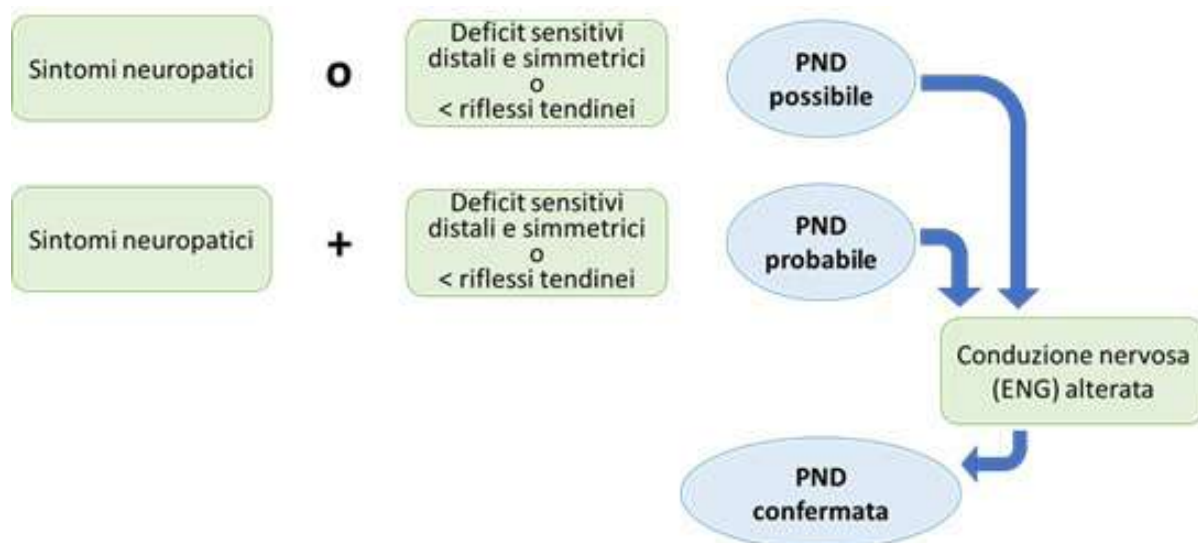 Sintomi neuropatici
o
Deficit sensitivi
distali e simmetrici
o
< riflessi tendinei
PND
possibile
Sintomi neuropatici
+
Deficit sensitivi
distali e simmetrici
o
< riflessi tendinei
PND
probabile
Conduzione nervosa
(ENG) alterata
PND
confermata